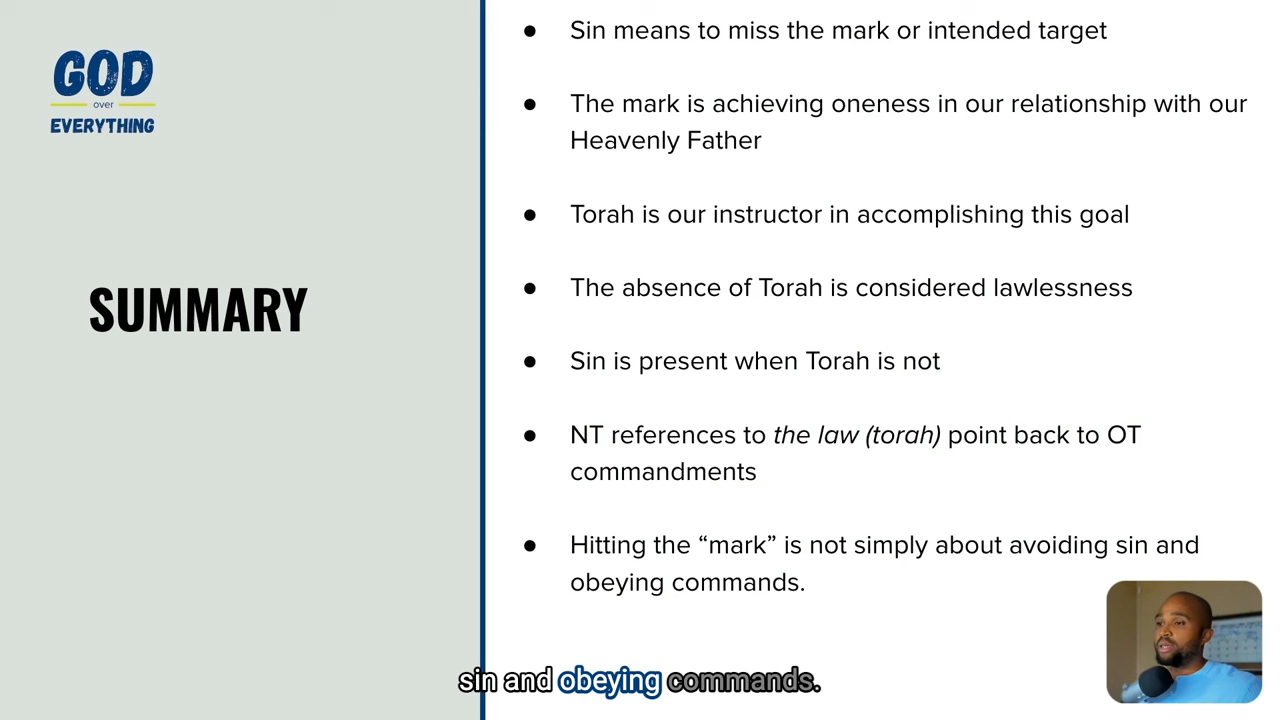 GOD
over
EVERYTHING
SUMMARY
● Sin means to miss the mark or intended target
● The mark is achieving oneness in our relationship with our
Heavenly Father
● Torah is our instructor in accomplishing this goal
● The absence of Torah is considered lawlessness
● Sin is present when Torah is not
● NT references to the law (torah) point back to OT
commandments
● Hitting the “mark” is not simply about avoiding sin and
obeying commands.
sin and obeying commands.